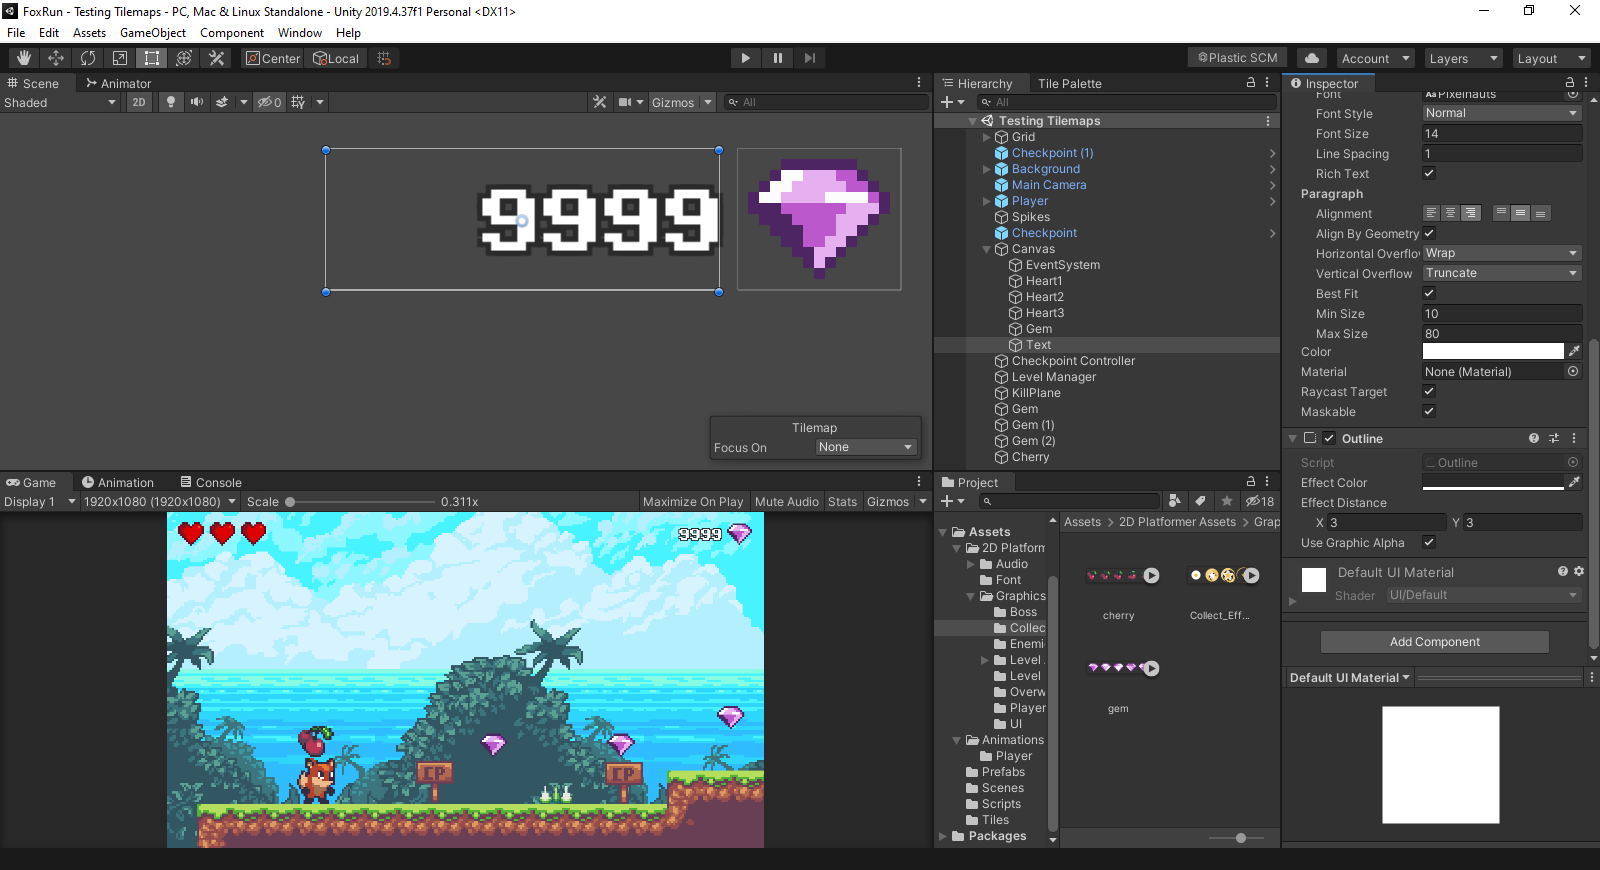 FoxRun - Testing Tilemaps - PC, Mac & Linux Standalone - Unity 2019.4.37f1 Personal <DX11>
File Edit Assets GameObject Component Window Help
Center Local Plastic SCM Account Layers Layout
Scene Animator
Shaded 2D 0 Gizmos All
9999
Tilemap
Focus On None
Hierarchy Tile Palette
All
Testing Tilemaps
Grid
Checkpoint (1)
Background
Main Camera
Player
Spikes
Checkpoint
Canvas
EventSystem
Heart1
Heart2
Heart3
Gem
Text
Checkpoint Controller
Level Manager
KillPlane
Gem
Gem (1)
Gem (2)
Cherry
Inspector
Font Pixelnauts
Font Style Normal
Font Size 14
Line Spacing 1
Rich Text
Paragraph
Alignment
Align By Geometry
Horizontal Overflow Wrap
Vertical Overflow Truncate
Best Fit
Min Size 10
Max Size 80
Color
Material None (Material)
Raycast Target
Maskable
Outline
Script Outline
Effect Color
Effect Distance
X 3 Y 3
Use Graphic Alpha
Default UI Material
Shader UI/Default
Add Component
Default UI Material
Game Animation Console
Display 1 1920x1080 (1920x1080) Scale 0.311x Maximize On Play Mute Audio Stats Gizmos
9999
CP CP
Project
18
Assets
2D Platform
Audio
Font
Graphics
Boss
Collec
Enemi
Level
Level
Overw
Player
UI
Animations
Player
Prefabs
Scenes
Scripts
Tiles
Packages
Assets > 2D Platformer Assets > Grap
cherry Collect_Eff...
gem